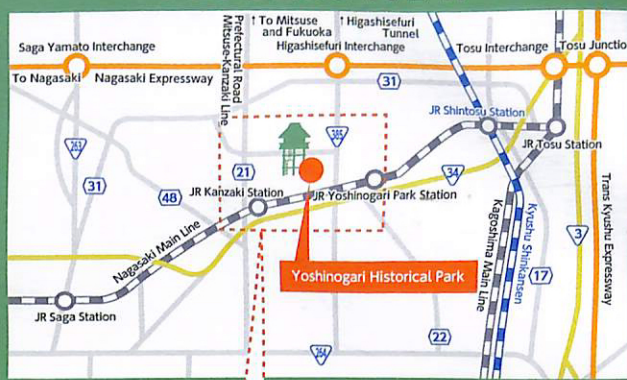 ↑ To Mitsuse
and Fukuoka
↑ Higashisefuri
Tunnel
Prefectural Road
Mitsuse-Kanzaki Line
Saga Yamato Interchange
Higashisefuri Interchange
Tosu Interchange
Tosu Junctio
To Nagasaki
Nagasaki Expressway
31
JR Shintosu Station
JR Tosu Station
263
385
21
31
48
34
JR Kanzaki Station
JR Yoshinogari Park Station
3
Trans Kyushu Expressway
Nagasaki Main Line
Kagoshima Main Line
Kyushu Shinkansen
Yoshinogari Historical Park
17
JR Saga Station
22
264